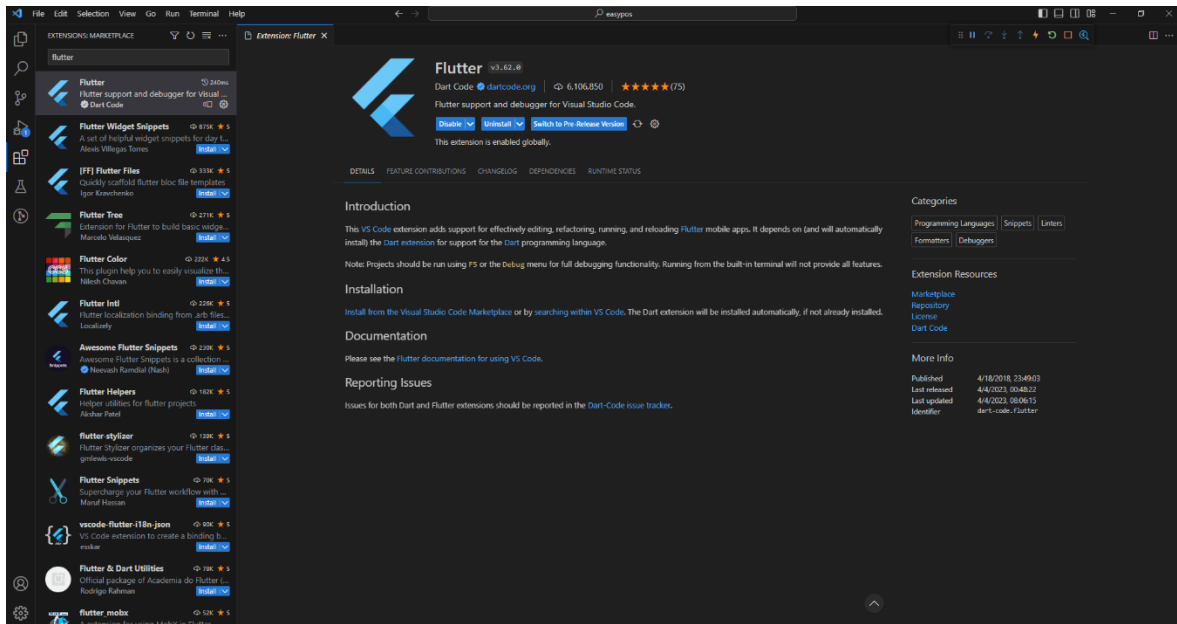 File Edit Selection View Go Run Terminal Help
easypos
EXTENSIONS: MARKETPLACE
flutter
Flutter 240ms
Flutter support and debugger for Visual ...
Dart Code
Flutter Widget Snippets 875K 5
A set of helpful widget snippets for day t...
Alexis Villegas Torres Install
[FF] Flutter Files 333K 5
Quickly scaffold flutter bloc file templates
Igor Kravchenko Install
Flutter Tree 271K 5
Extension for Flutter to build basic widge...
Marcelo Velasquez Install
Flutter Color 222K 4.5
This plugin help you to easily visualize th...
Nilesh Chavan Install
Flutter Intl 226K 5
Flutter localization binding from .arb files...
Localizely Install
Awesome Flutter Snippets 230K 5
Awesome Flutter Snippets is a collection ...
Neevash Ramdial (Nash) Install
Flutter Helpers 182K 5
Helper utilities for flutter projects
Akshar Patel Install
flutter-stylizer 139K 5
Flutter Stylizer organizes your Flutter clas...
gmlewis-vscode Install
Flutter Snippets 70K 5
Supercharge your Flutter workflow with ...
Maruf Hassan Install
vscode-flutter-i18n-json 90K 5
VS Code extension to create a binding b...
esskar Install
Flutter & Dart Utilities 78K 5
Official package of Academia do Flutter (...
Rodrigo Rahman Install
flutter_mobx 52K 5
Extension: Flutter
Flutter v3.62.0
Dart Code dartcode.org 6.106.850 (75)
Flutter support and debugger for Visual Studio Code.
Disable Uninstall Switch to Pre-Release Version
This extension is enabled globally.
DETAILS FEATURE CONTRIBUTIONS CHANGELOG DEPENDENCIES RUNTIME STATUS
Introduction
This VS Code extension adds support for effectively editing, refactoring, running, and reloading Flutter mobile apps. It depends on (and will automatically
install) the Dart extension for support for the Dart programming language.
Note: Projects should be run using F5 or the Debug menu for full debugging functionality. Running from the built-in terminal will not provide all features.
Installation
Install from the Visual Studio Code Marketplace or by searching within VS Code. The Dart extension will be installed automatically, if not already installed.
Documentation
Please see the Flutter documentation for using VS Code.
Reporting Issues
Issues for both Dart and Flutter extensions should be reported in the Dart-Code issue tracker.
Categories
Programming Languages Snippets Linters
Formatters Debuggers
Extension Resources
Marketplace
Repository
License
Dart Code
More Info
Published 4/18/2018, 23:49:03
Last released 4/4/2023, 00:48:22
Last updated 4/4/2023, 08:06:15
Identifier dart-code.flutter